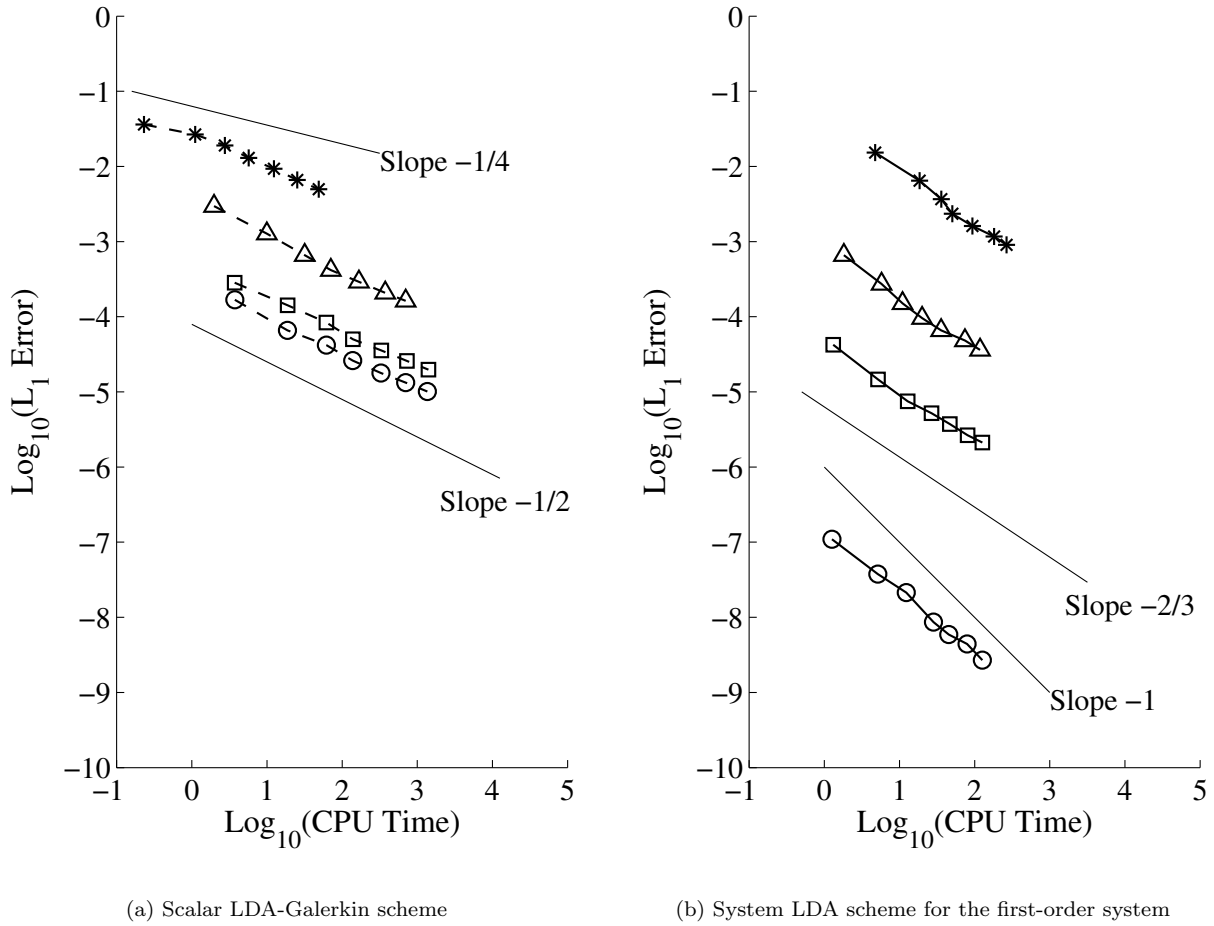 0
−1
−2
−3
−4
−5
−6
−7
−8
−9
−10
Log10(L1 Error)
Slope −1/4
Slope −1/2
−1 0 1 2 3 4 5
Log10(CPU Time)
(a) Scalar LDA-Galerkin scheme
0
−1
−2
−3
−4
−5
−6
−7
−8
−9
−10
Log10(L1 Error)
Slope −2/3
Slope −1
−1 0 1 2 3 4 5
Log10(CPU Time)
(b) System LDA scheme for the first-order system